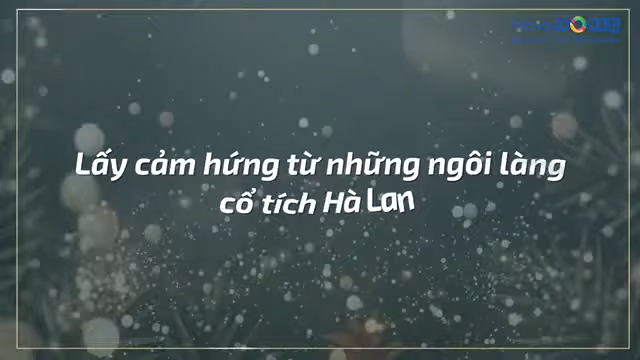 Lấy cảm hứng từ những ngôi làng
cổ tích Hà Lan